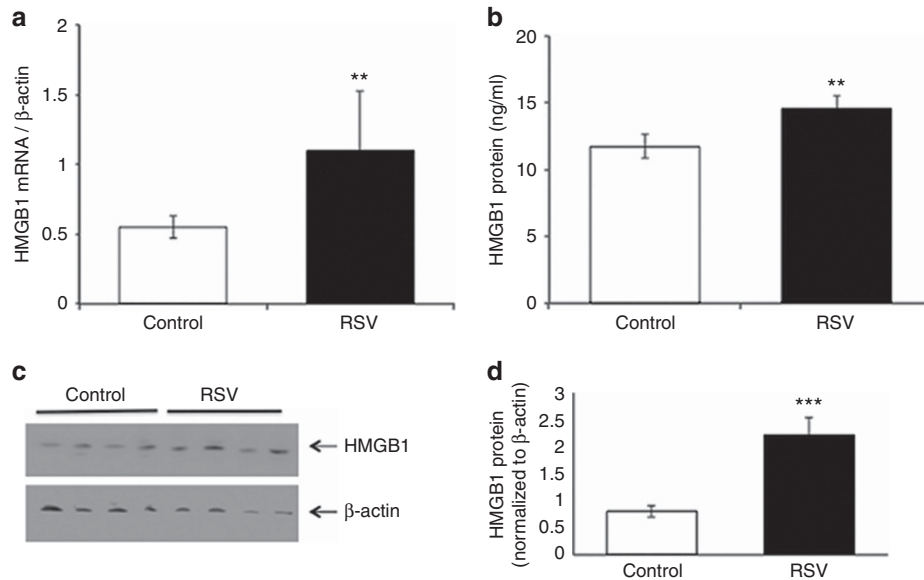 a
HMGB1 mRNA / β-actin
2
1.5
1
0.5
0
**
Control
RSV
b
HMGB1 protein (ng/ml)
20
15
10
5
0
**
Control
RSV
c
Control
RSV
HMGB1
β-actin
d
HMGB1 protein
(normalized to β-actin)
3
2.5
2
1.5
1
0.5
0
***
Control
RSV